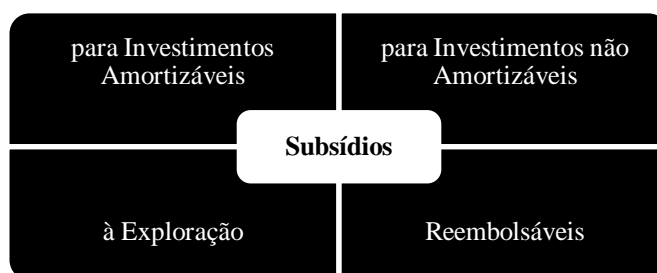 para Investimentos
Amortizáveis
para Investimentos não
Amortizáveis
Subsídios
à Exploração
Reembolsáveis